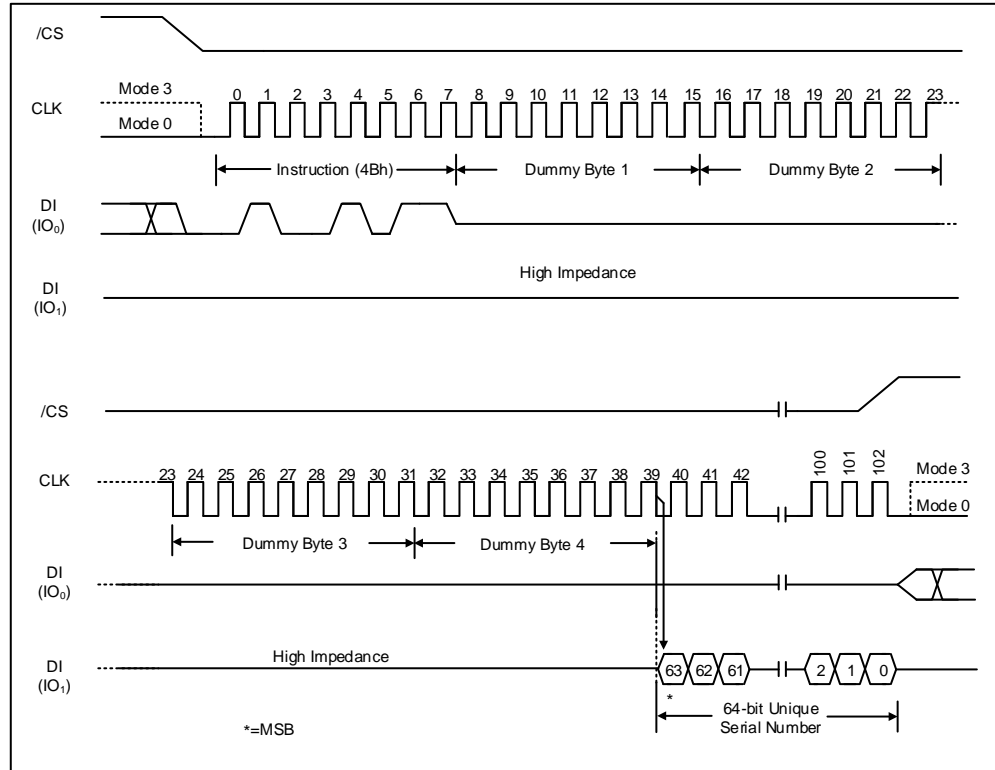 /CS
Mode 3
CLK
Mode 0
0 1 2 3 4 5 6 7 8 9 10 11 12 13 14 15 16 17 18 19 20 21 22 23
Instruction (4Bh)
Dummy Byte 1
Dummy Byte 2
DI
(IO₀)
High Impedance
DI
(IO₁)
/CS
CLK
23 24 25 26 27 28 29 30 31 32 33 34 35 36 37 38 39 40 41 42
100 101 102
Mode 3
Mode 0
Dummy Byte 3
Dummy Byte 4
DI
(IO₀)
High Impedance
DI
(IO₁)
63 62 61 2 1 0
*
64-bit Unique
Serial Number
*=MSB